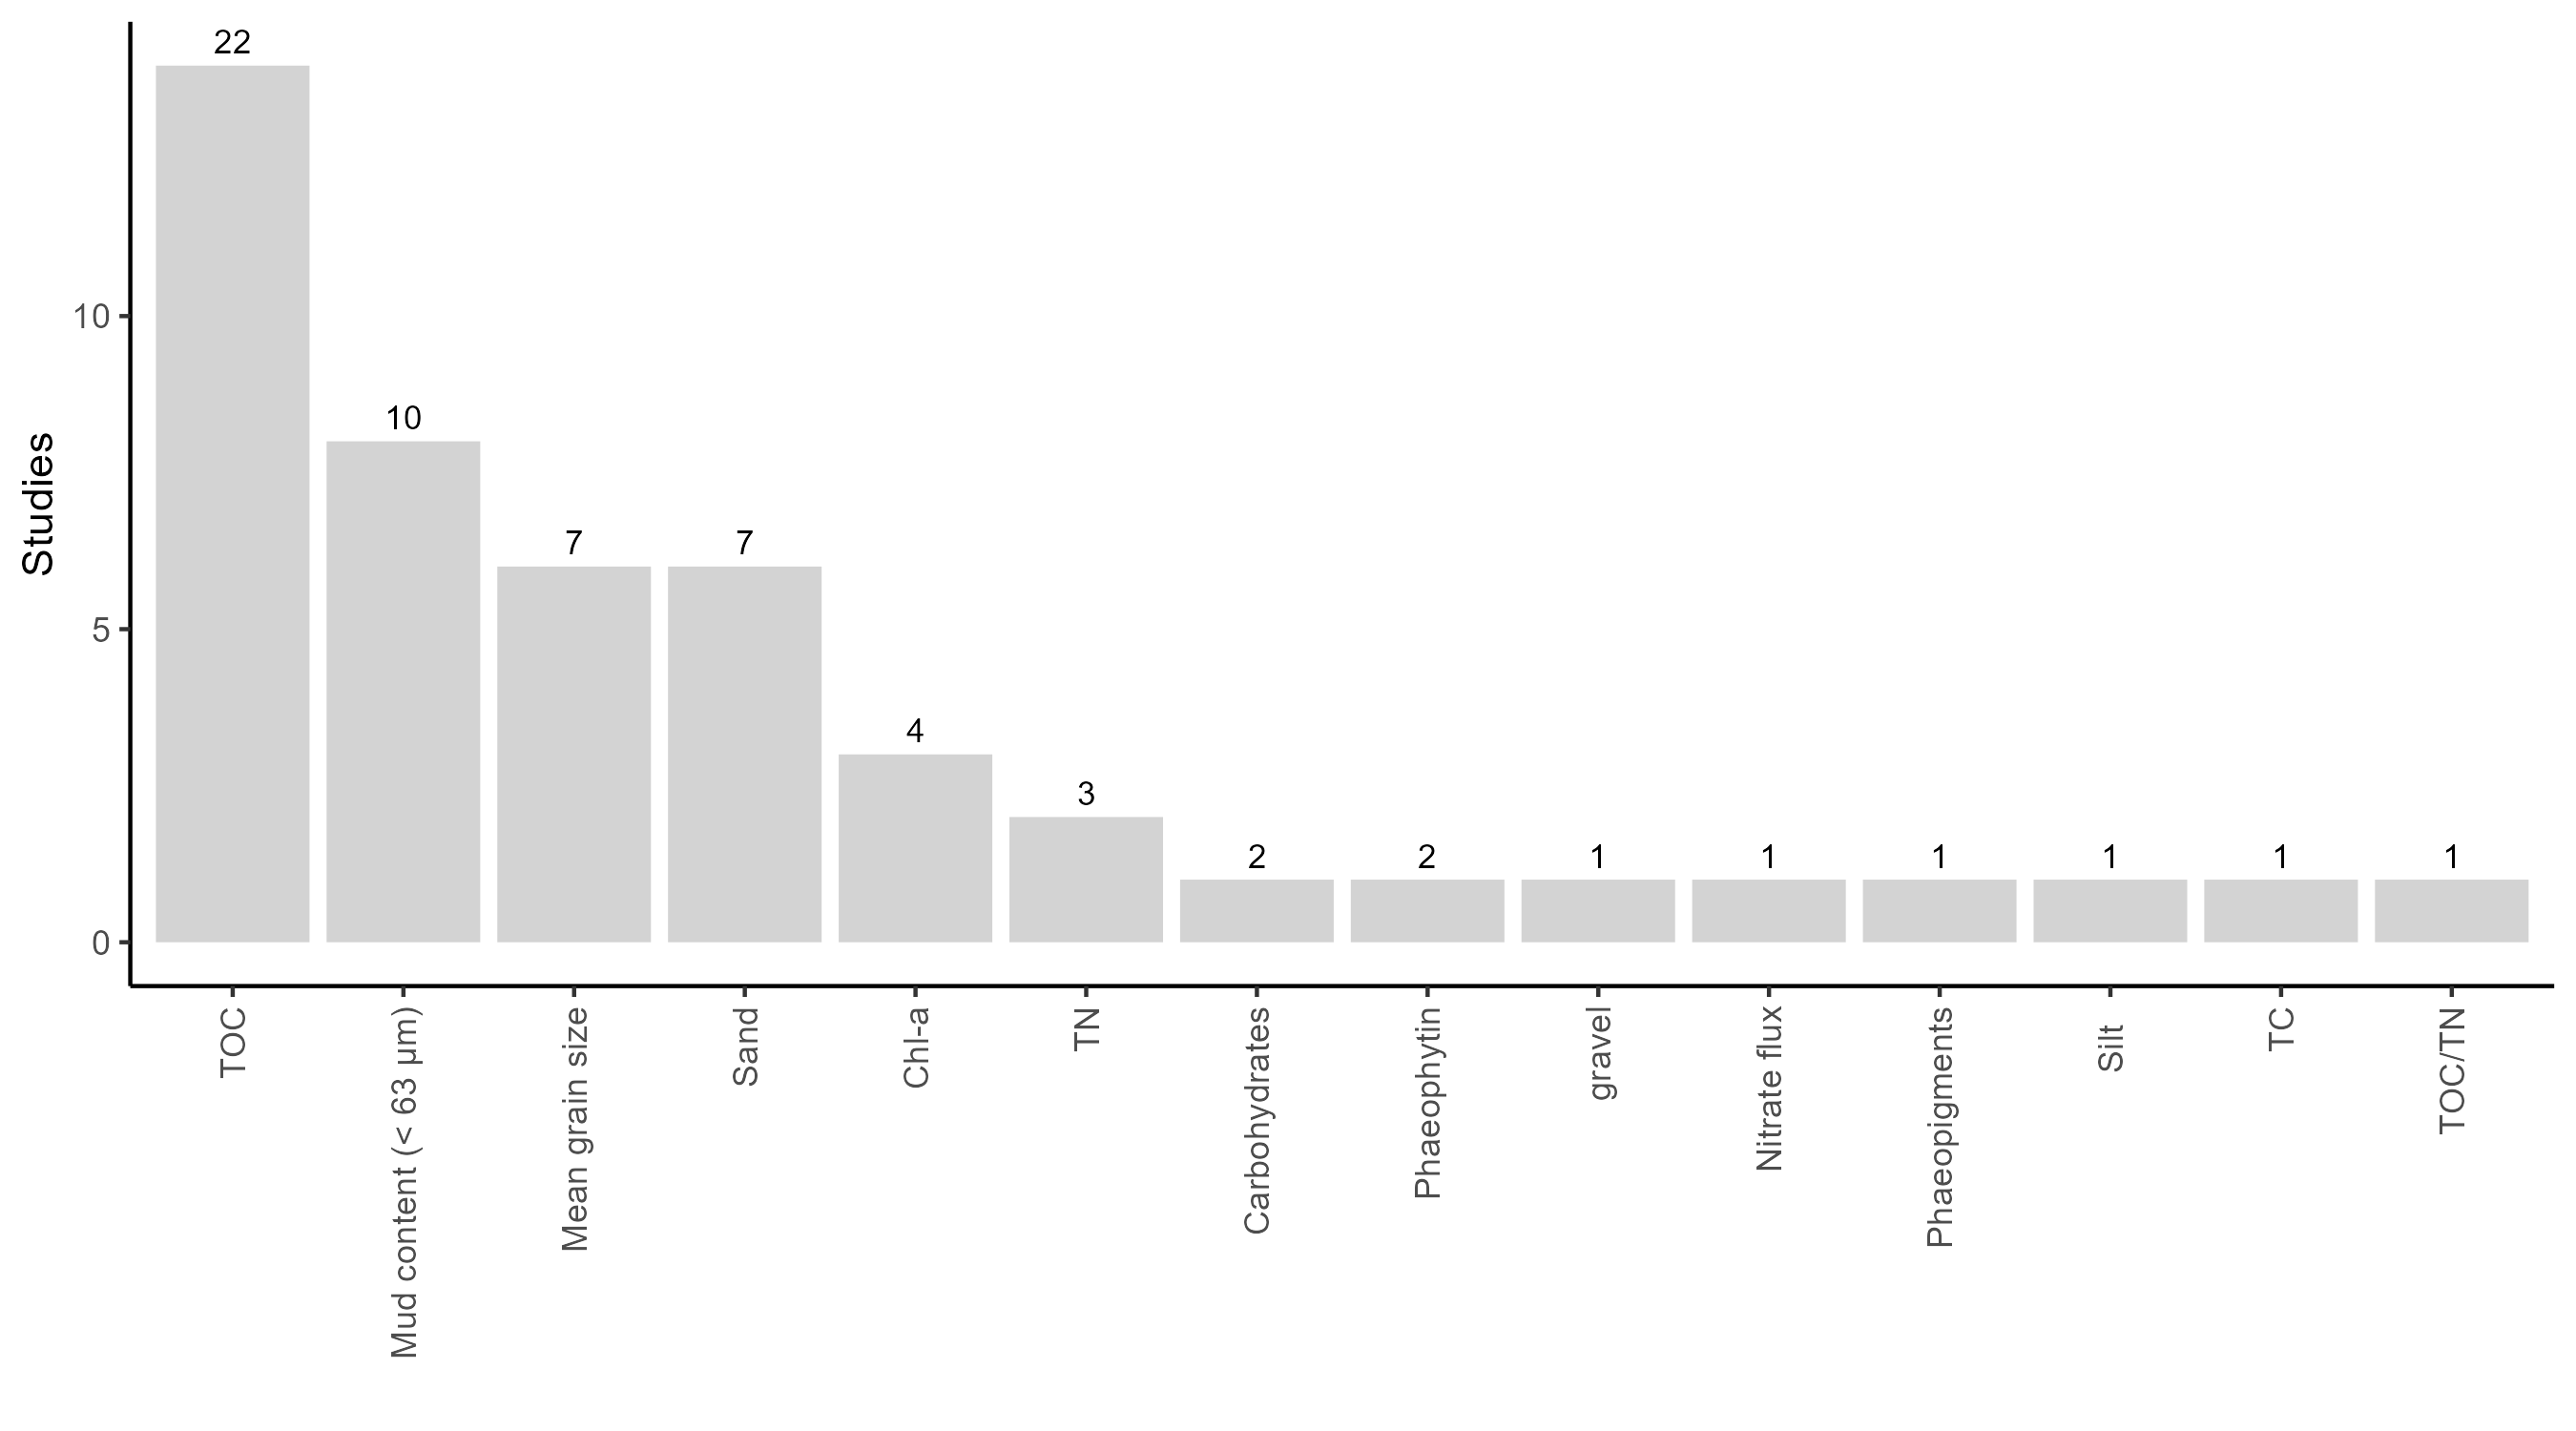 Studies
10
5
0
22
10
7
7
4
3
2
2
1
1
1
1
1
1
TOC
Mud content (< 63 µm)
Mean grain size
Sand
Chl-a
TN
Carbohydrates
Phaeophytin
gravel
Nitrate flux
Phaeopigments
Silt
TC
TOC/TN